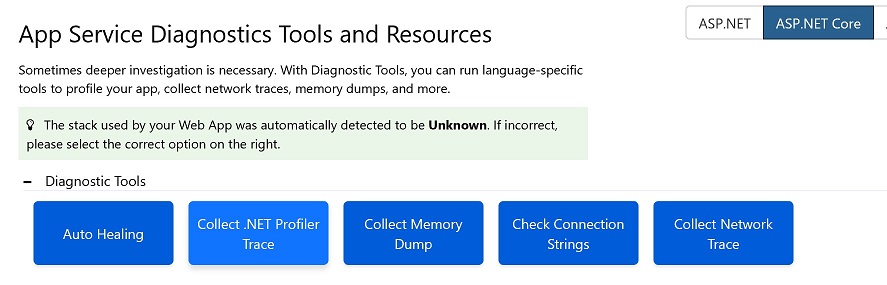 ASP.NET
ASP.NET Core
App Service Diagnostics Tools and Resources
Sometimes deeper investigation is necessary. With Diagnostic Tools, you can run language-specific
tools to profile your app, collect network traces, memory dumps, and more.
The stack used by your Web App was automatically detected to be Unknown. If incorrect,
please select the correct option on the right.
Diagnostic Tools
Auto Healing
Collect .NET Profiler
Trace
Collect Memory
Dump
Check Connection
Strings
Collect Network
Trace